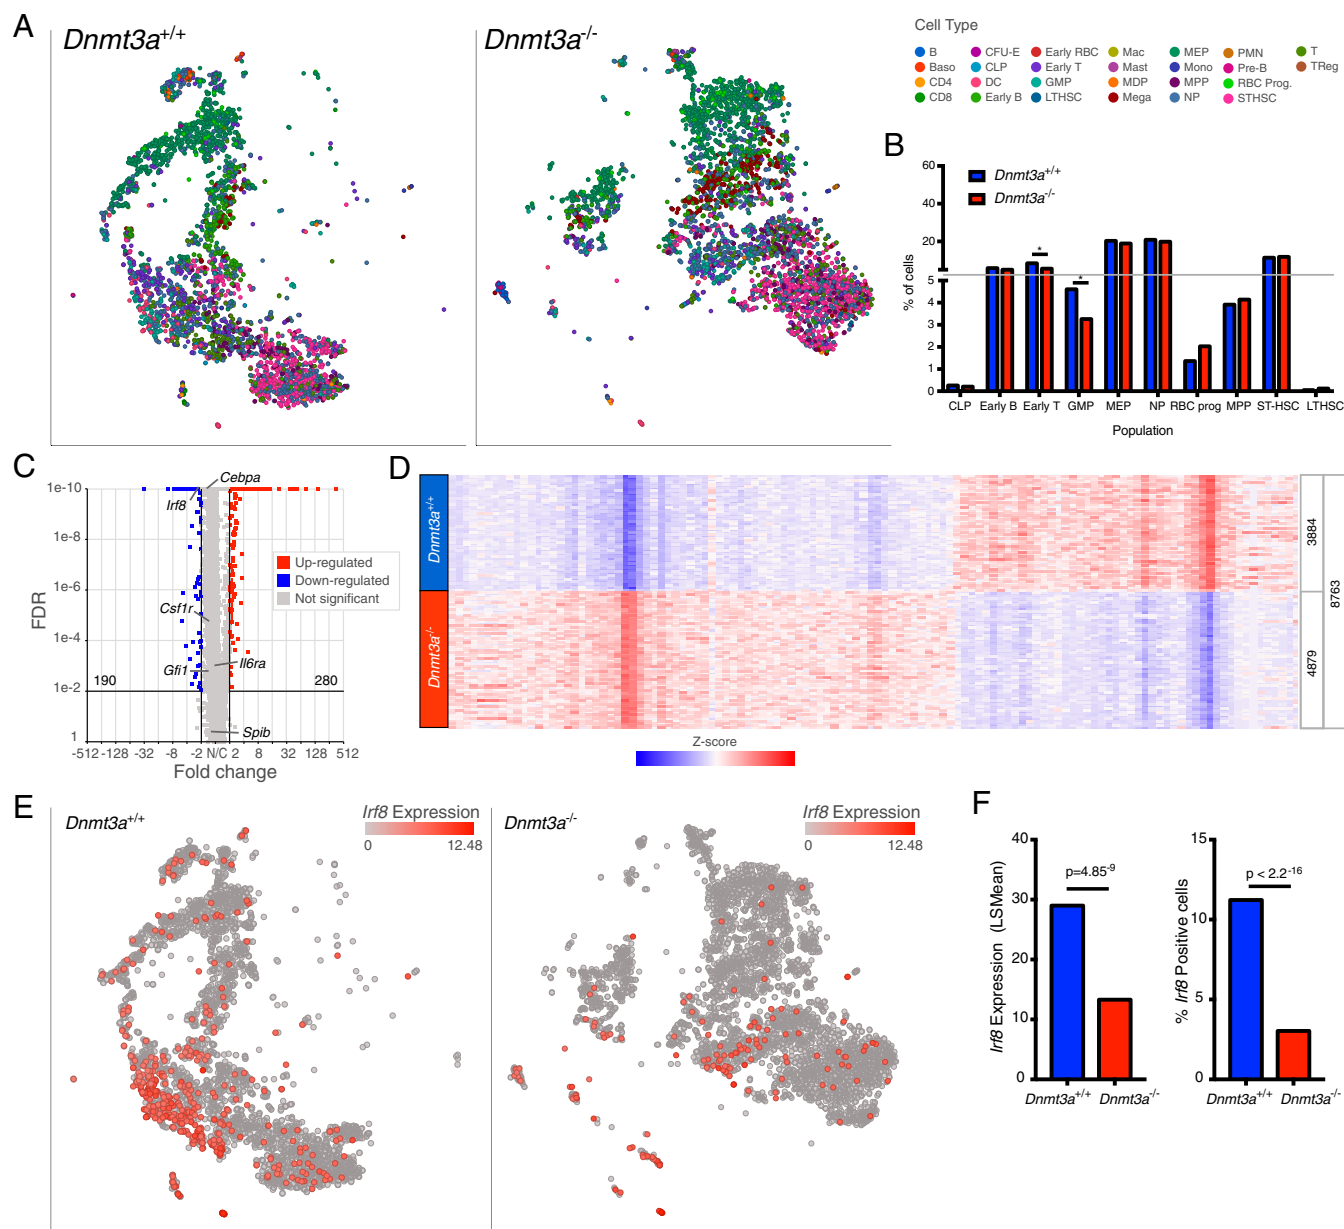 A
Dnmt3a+/+
Dnmt3a-/-
Cell Type
B
Baso
CD4
CD8
CFU-E
CLP
DC
Early B
Early RBC
Early T
GMP
LTHSC
Mac
Mast
MDP
Mega
MEP
Mono
MPP
NP
PMN
Pre-B
RBC Prog.
STHSC
T
TReg
B
% of cells
60
40
20
5
4
3
2
1
0
Dnmt3a+/+
Dnmt3a-/-
*
*
CLP Early B Early T GMP MEP NP RBC prog MPP ST-HSC LTHSC
Population
C
Cebpa
Irf8
Csf1r
Gfi1
Il6ra
Spib
FDR
1e-10
1e-8
1e-6
1e-4
1e-2
1
190
280
Up-regulated
Down-regulated
Not significant
-512 -128 -32 -8 -2 N/C 2 8 32 128 512
Fold change
D
Dnmt3a+/+
Dnmt3a-/-
3884
4879
8763
Z-score
E
Dnmt3a+/+
Irf8 Expression
0 12.48
Dnmt3a-/-
Irf8 Expression
0 12.48
F
Irf8 Expression (LSMean)
40
30
20
10
0
p=4.85-9
Dnmt3a+/+ Dnmt3a-/-
% Irf8 Positive cells
15
10
5
0
p < 2.2-16
Dnmt3a+/+ Dnmt3a-/-